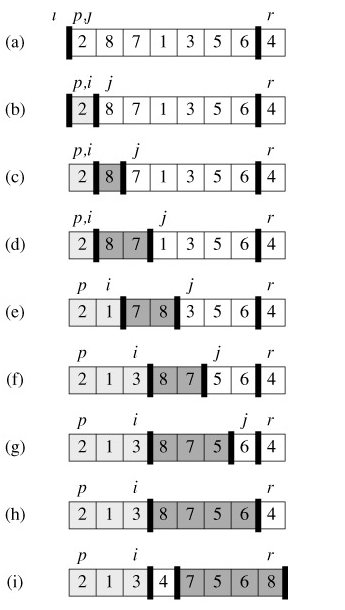 i p,j r
(a) 2 8 7 1 3 5 6 4
p,i j r
(b) 2 8 7 1 3 5 6 4
p,i j r
(c) 2 8 7 1 3 5 6 4
p,i j r
(d) 2 8 7 1 3 5 6 4
p i j r
(e) 2 1 7 8 3 5 6 4
p i j r
(f) 2 1 3 8 7 5 6 4
p i j r
(g) 2 1 3 8 7 5 6 4
p i r
(h) 2 1 3 8 7 5 6 4
p i r
(i) 2 1 3 4 7 5 6 8